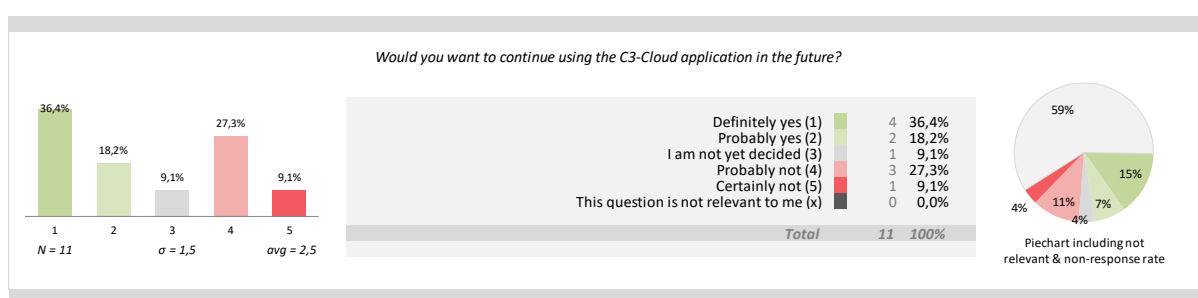 Would you want to continue using the C3-Cloud application in the future?
36,4%
18,2%
9,1%
27,3%
9,1%
1 2 3 4 5
N = 11 σ = 1,5 avg = 2,5
Definitely yes (1) 4 36,4%
Probably yes (2) 2 18,2%
I am not yet decided (3) 1 9,1%
Probably not (4) 3 27,3%
Certainly not (5) 1 9,1%
This question is not relevant to me (x) 0 0,0%
Total 11 100%
59%
15%
7%
4%
11%
4%
Piechart including not
relevant & non-response rate